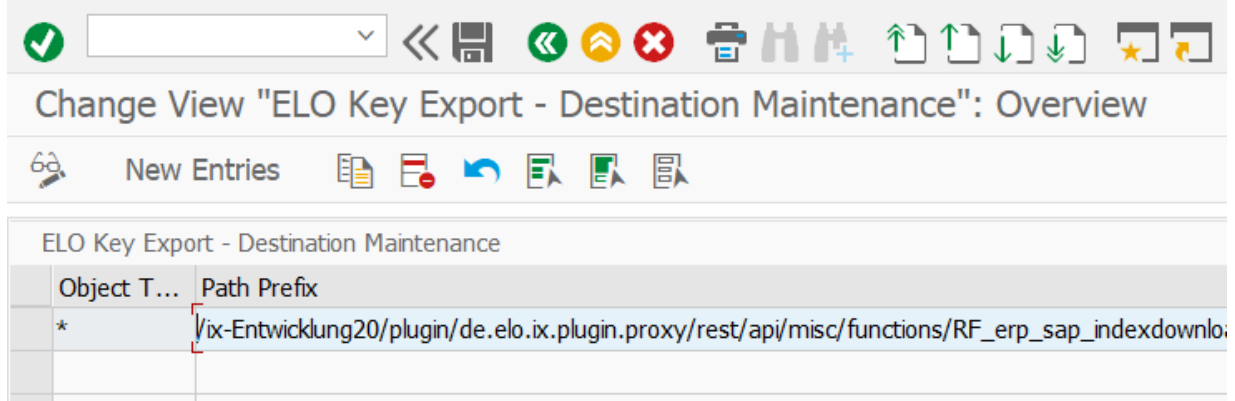 Change View "ELO Key Export - Destination Maintenance": Overview
New Entries
ELO Key Export - Destination Maintenance
Object T... Path Prefix
* /ix-Entwicklung20/plugin/de.elo.ix.plugin.proxy/rest/api/misc/functions/RF_erp_sap_indexdownloa